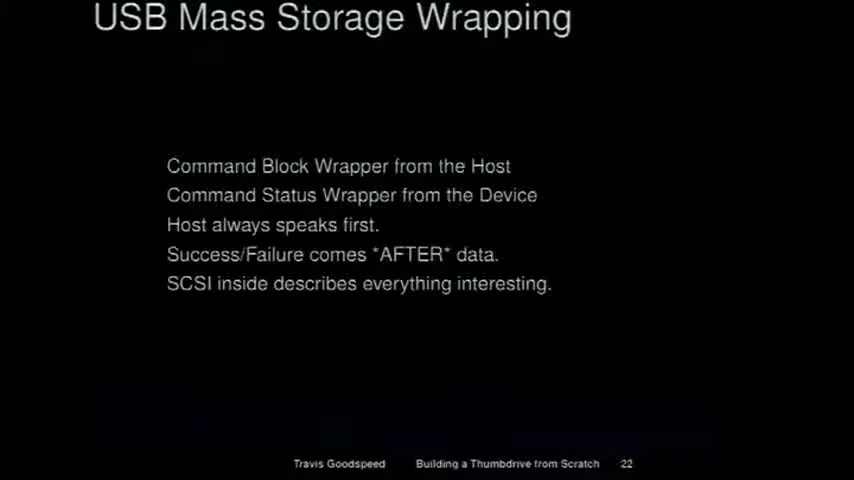 USB Mass Storage Wrapping
Command Block Wrapper from the Host
Command Status Wrapper from the Device
Host always speaks first.
Success/Failure comes *AFTER* data.
SCSI inside describes everything interesting.
Travis Goodspeed Building a Thumbdrive from Scratch 22